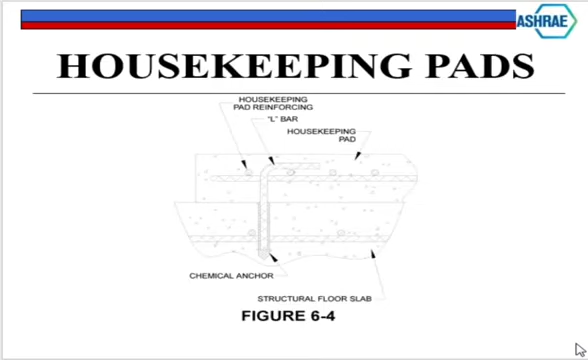 ASHRAE
HOUSEKEEPING PADS
HOUSEKEEPING
PAD REINFORCING
"L" BAR
HOUSEKEEPING
PAD
CHEMICAL ANCHOR
STRUCTURAL FLOOR SLAB
FIGURE 6-4